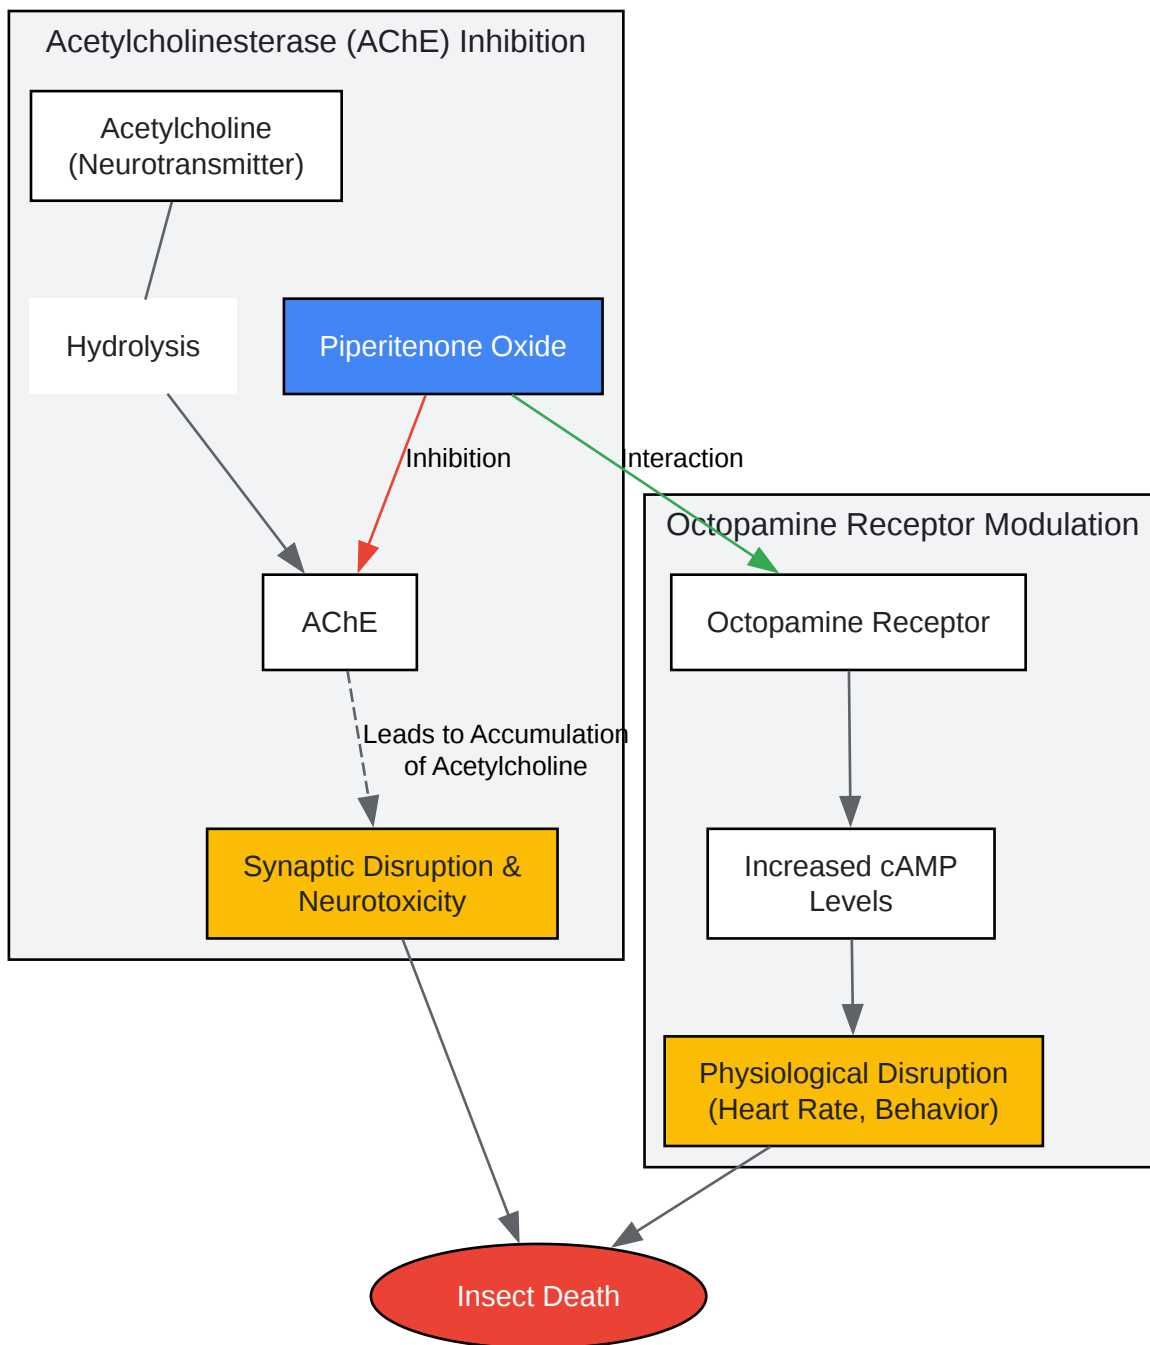 Acetylcholinesterase (AChE) Inhibition
Acetylcholine
(Neurotransmitter)
Hydrolysis
Piperitenone Oxide
Inhibition
Interaction
Octopamine Receptor Modulation
AChE
Octopamine Receptor
Leads to Accumulation
of Acetylcholine
Synaptic Disruption &
Neurotoxicity
Increased cAMP
Levels
Physiological Disruption
(Heart Rate, Behavior)
Insect Death